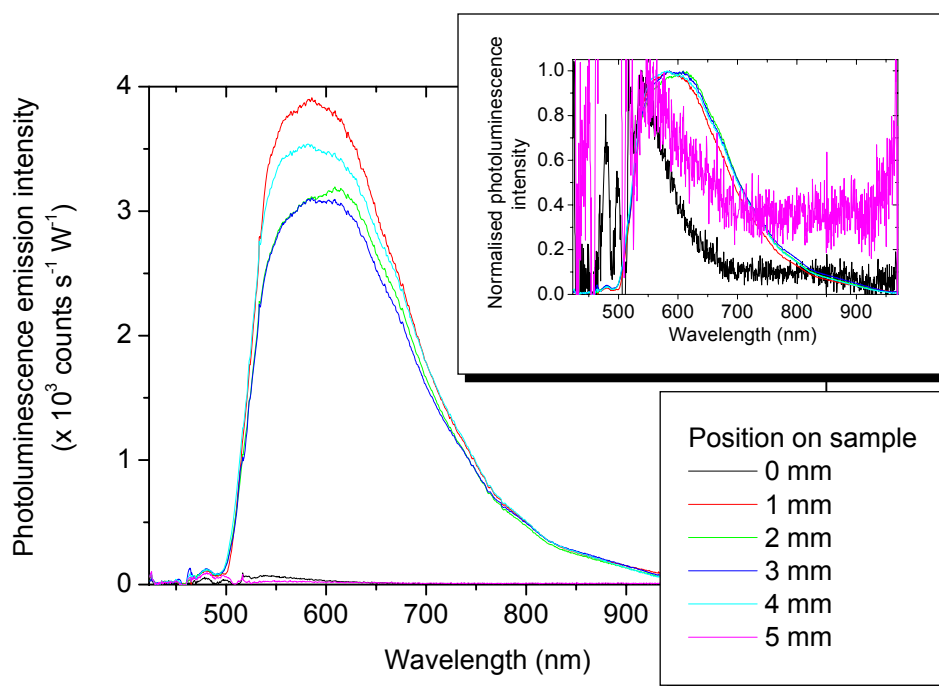 Photoluminescence emission intensity
(x 10³ counts s⁻¹ W⁻¹)
4
3
2
1
0
500
600
700
800
900
Wavelength (nm)
Normalised photoluminescence
intensity
1.0
0.8
0.6
0.4
0.2
0.0
500
600
700
800
900
Wavelength (nm)
Position on sample
0 mm
1 mm
2 mm
3 mm
4 mm
5 mm